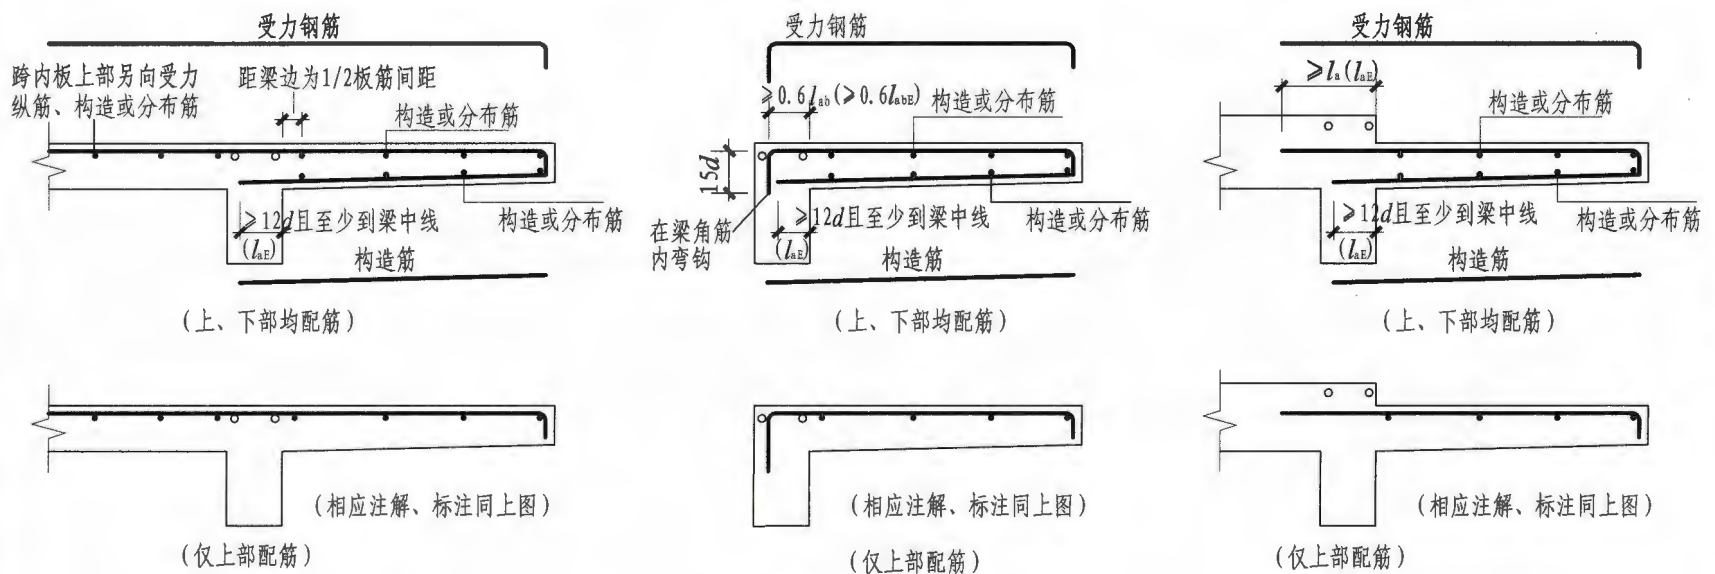 受力钢筋
跨内板上部另向受力
纵筋、构造或分布筋
距梁边为1/2板筋间距
构造或分布筋
≥12d且至少到梁中线
(laE)
构造或分布筋
构造筋
(上、下部均配筋)
受力钢筋
≥0.6lab(≥0.6labE)
构造或分布筋
15d
在梁角筋
内弯钩
≥12d且至少到梁中线
(laE)
构造或分布筋
构造筋
(上、下部均配筋)
受力钢筋
≥la(laE)
构造或分布筋
≥12d且至少到梁中线
(laE)
构造或分布筋
构造筋
(上、下部均配筋)
(相应注解、标注同上图)
(仅上部配筋)
(相应注解、标注同上图)
(仅上部配筋)
(相应注解、标注同上图)
(仅上部配筋)